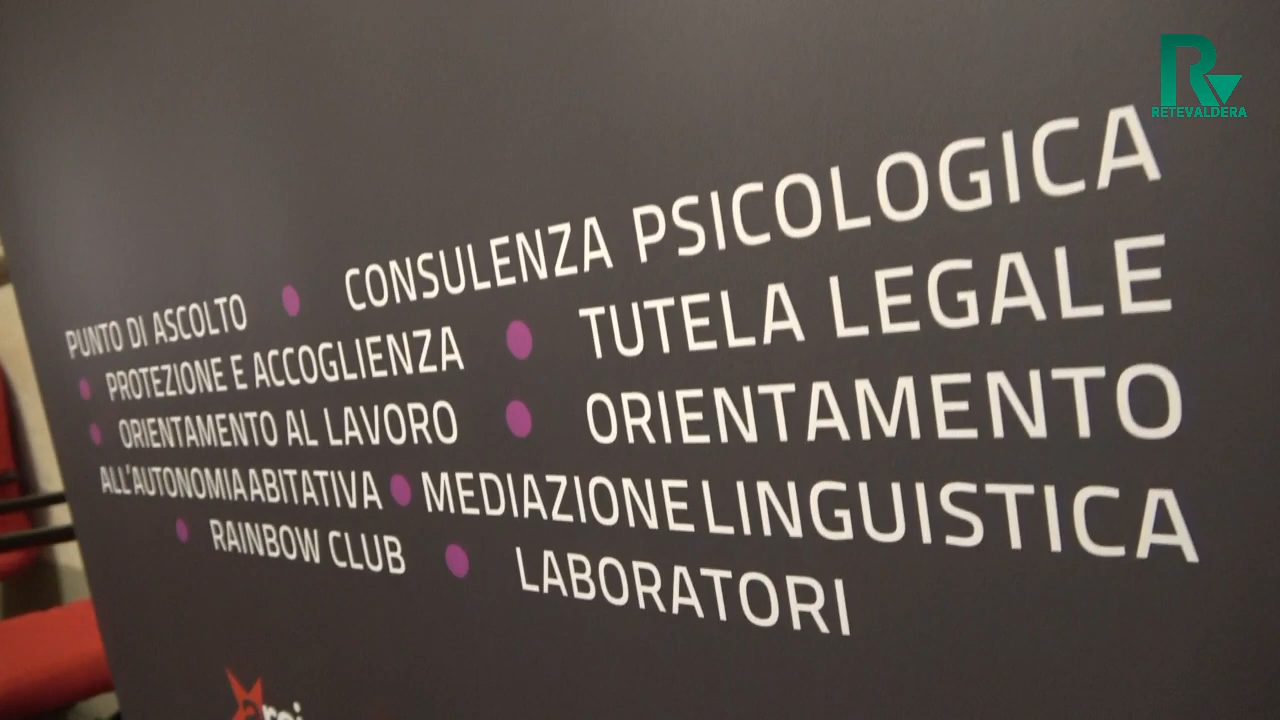 RETEVALDERA
PUNTO DI ASCOLTO • CONSULENZA PSICOLOGICA
• PROTEZIONE E ACCOGLIENZA • TUTELA LEGALE
• ORIENTAMENTO AL LAVORO • ORIENTAMENTO
ALL'AUTONOMIA ABITATIVA • MEDIAZIONE LINGUISTICA
• RAINBOW CLUB • LABORATORI